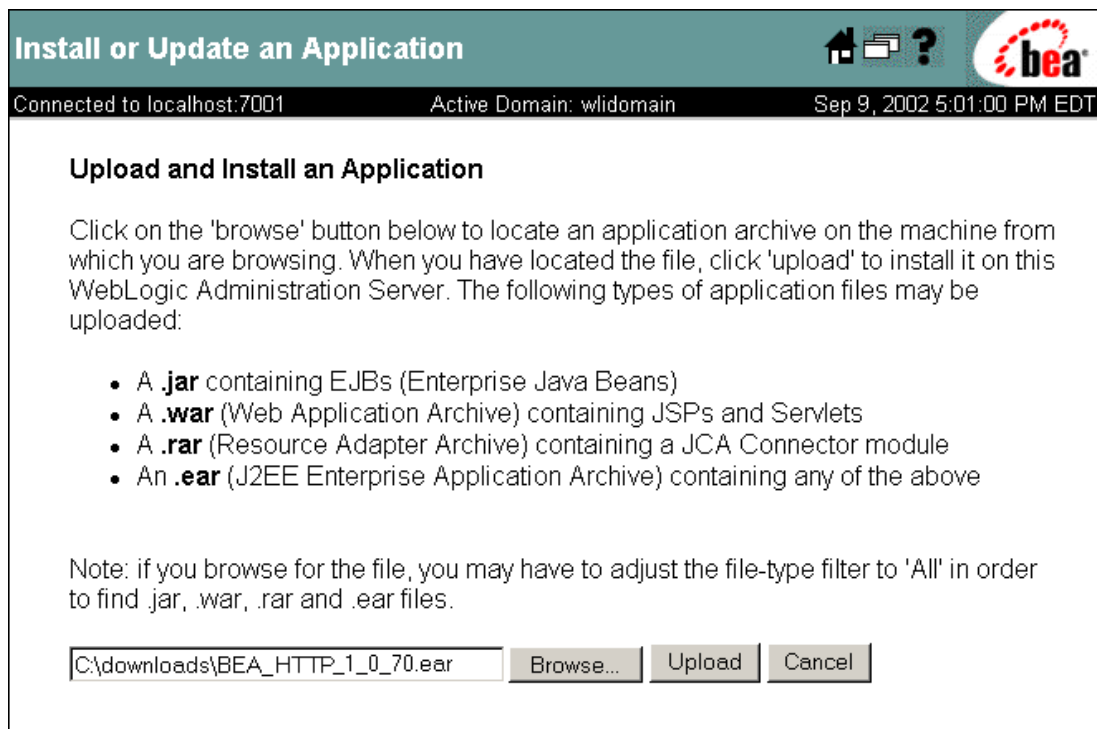 Install or Update an Application
bea
Connected to localhost:7001 Active Domain: wlidomain Sep 9, 2002 5:01:00 PM EDT
Upload and Install an Application
Click on the 'browse' button below to locate an application archive on the machine from
which you are browsing. When you have located the file, click 'upload' to install it on this
WebLogic Administration Server. The following types of application files may be
uploaded:
• A .jar containing EJBs (Enterprise Java Beans)
• A .war (Web Application Archive) containing JSPs and Servlets
• A .rar (Resource Adapter Archive) containing a JCA Connector module
• An .ear (J2EE Enterprise Application Archive) containing any of the above
Note: if you browse for the file, you may have to adjust the file-type filter to 'All' in order
to find .jar, .war, .rar and .ear files.
C:\downloads\BEA_HTTP_1_0_70.ear Browse... Upload Cancel